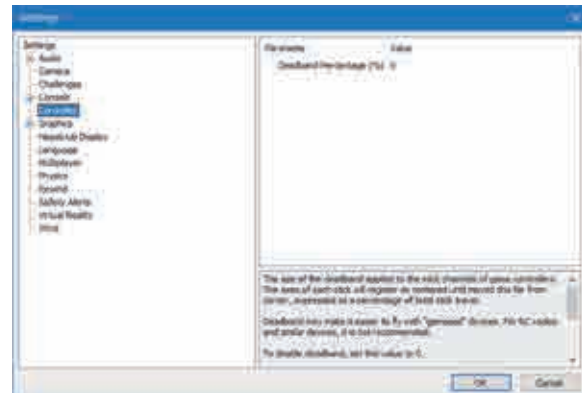 Settings
Settings
Audio
Camera
Challenges
Console
Controller
Graphics
Heads-Up Display
Language
Multiplayer
Physics
Record
Safety Alerts
Virtual Reality
Wind
Parameter Value
Deadband Percentage (%) 0
The size of the deadband applied to the stick channels of game controllers.
The axes of each stick will register as centered until moved this far from
center, expressed as a percentage of total stick travel.
Deadband may make it easier to fly with "gamepad" devices. For RC radios
and similar devices, it is not recommended.
To disable deadband, set this value to 0.
OK Cancel